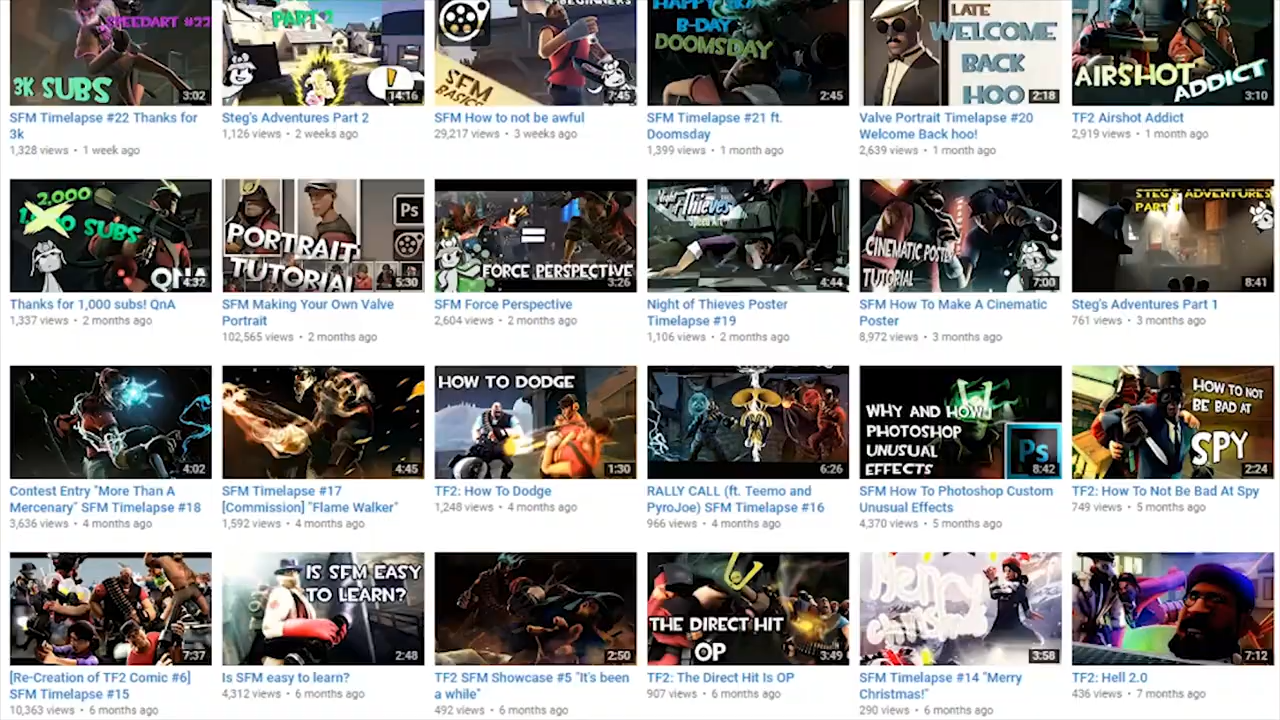 SPEEDART #22
3K SUBS
3:02
PART 2
14:16
BEGINNERS
SFM
BASICS
7:45
HAPPY
B-DAY
DOOMSDAY
2:45
LATE
WELCOME
BACK
HOO
2:18
AIRSHOT
ADDICT
3:10
SFM Timelapse #22 Thanks for
3k
1,328 views • 1 week ago
Steg's Adventures Part 2
1,126 views • 2 weeks ago
SFM How to not be awful
29,217 views • 3 weeks ago
SFM Timelapse #21 ft.
Doomsday
1,399 views • 1 month ago
Valve Portrait Timelapse #20
Welcome Back hoo!
2,639 views • 1 month ago
TF2 Airshot Addict
2,919 views • 1 month ago
2,000
SUBS
QNA
4:32
PORTRAIT
TUTORIAL
Ps
5:30
=
FORCE PERSPECTIVE
3:26
Night of Thieves
Speed Art
4:44
CINEMATIC POSTER
TUTORIAL
7:00
STEG'S ADVENTURES
PART 1
8:41
Thanks for 1,000 subs! QnA
1,337 views • 2 months ago
SFM Making Your Own Valve
Portrait
102,565 views • 2 months ago
SFM Force Perspective
2,604 views • 2 months ago
Night of Thieves Poster
Timelapse #19
1,106 views • 2 months ago
SFM How To Make A Cinematic
Poster
8,972 views • 3 months ago
Steg's Adventures Part 1
761 views • 3 months ago
4:02
4:45
HOW TO DODGE
1:30
6:26
WHY AND HOW
PHOTOSHOP
UNUSUAL
EFFECTS
Ps
8:42
HOW TO NOT
BE BAD AT
SPY
2:24
Contest Entry "More Than A
Mercenary" SFM Timelapse #18
3,636 views • 4 months ago
SFM Timelapse #17
[Commission] "Flame Walker"
1,592 views • 4 months ago
TF2: How To Dodge
1,248 views • 4 months ago
RALLY CALL (ft. Teemo and
PyroJoe) SFM Timelapse #16
966 views • 4 months ago
SFM How To Photoshop Custom
Unusual Effects
4,370 views • 5 months ago
TF2: How To Not Be Bad At Spy
749 views • 5 months ago
7:37
IS SFM EASY
TO LEARN?
2:48
2:50
THE DIRECT HIT
OP
3:49
Merry
Christmas!
3:58
7:12
[Re-Creation of TF2 Comic #6]
SFM Timelapse #15
10,363 views • 6 months ago
Is SFM easy to learn?
4,312 views • 6 months ago
TF2 SFM Showcase #5 "It's been
a while"
492 views • 6 months ago
TF2: The Direct Hit Is OP
907 views • 6 months ago
SFM Timelapse #14 "Merry
Christmas!"
290 views • 6 months ago
TF2: Hell 2.0
436 views • 7 months ago